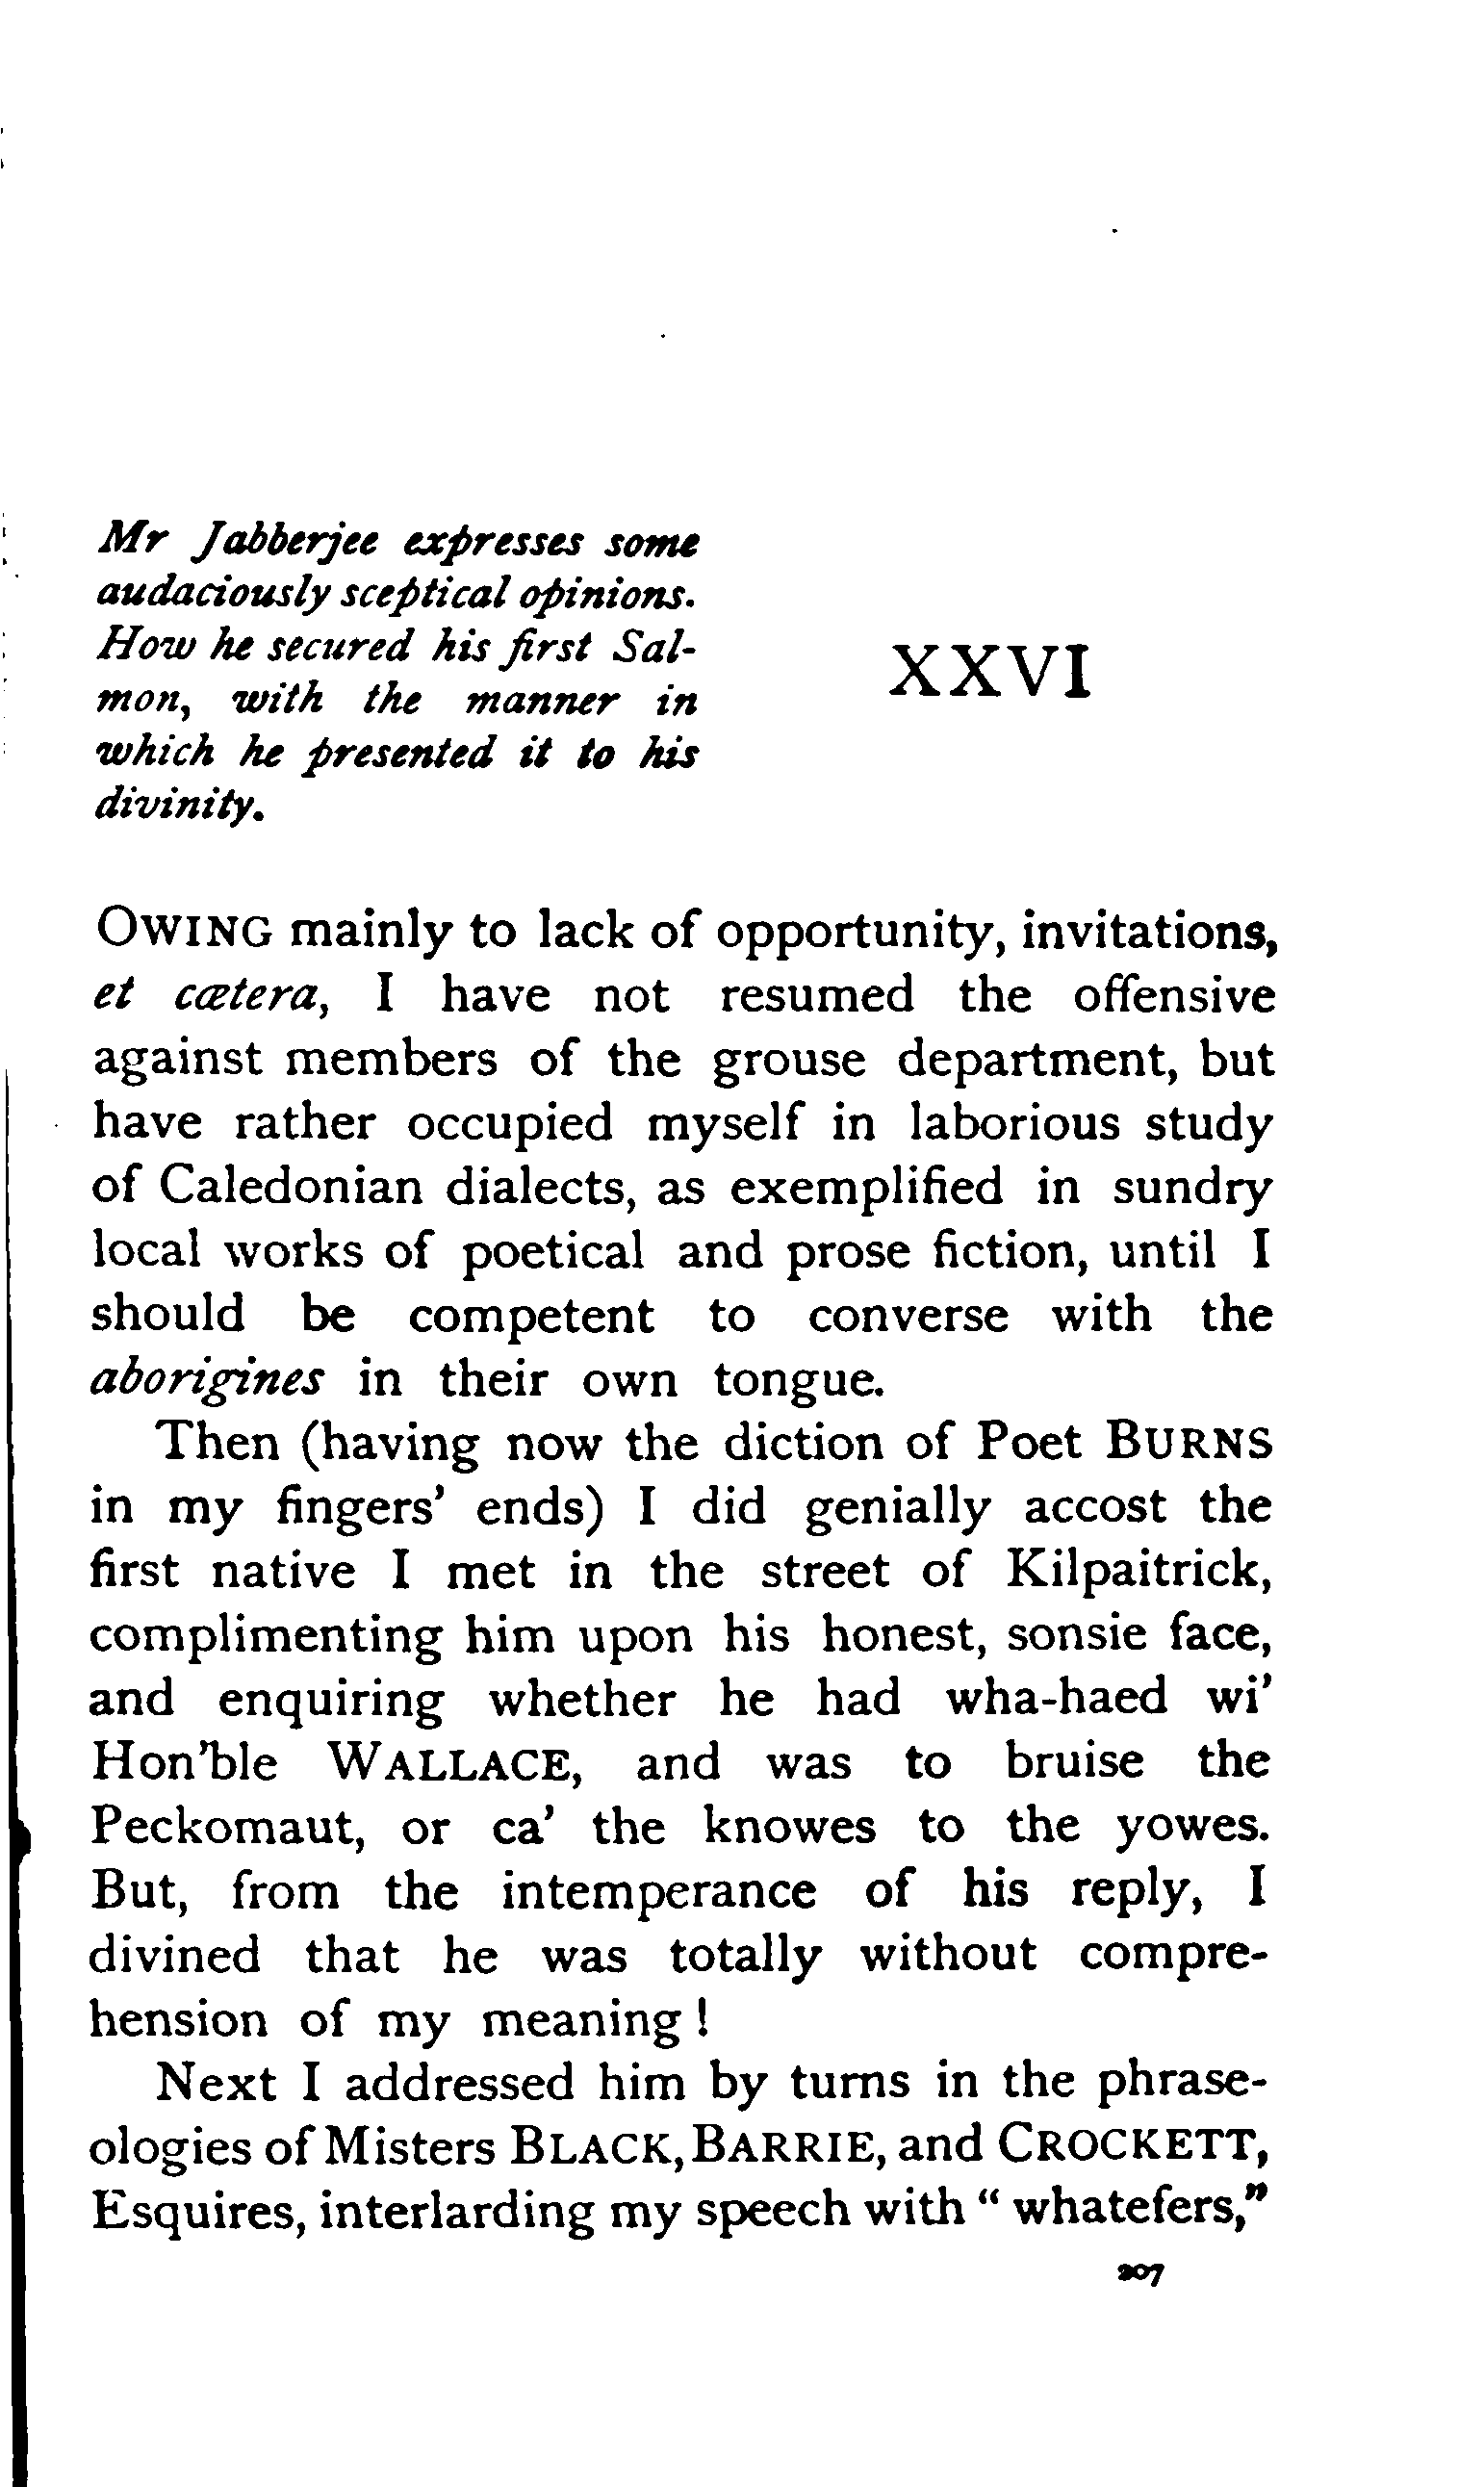 Mr Jabberjee expresses some
audaciously sceptical opinions.
How he secured his first Sal-
mon, with the manner in
which he presented it to his
divinity.
XXVI
OWING mainly to lack of opportunity, invitations,
et cætera, I have not resumed the offensive
against members of the grouse department, but
have rather occupied myself in laborious study
of Caledonian dialects, as exemplified in sundry
local works of poetical and prose fiction, until I
should be competent to converse with the
aborigines in their own tongue.
Then (having now the diction of Poet BURNS
in my fingers' ends) I did genially accost the
first native I met in the street of Kilpaitrick,
complimenting him upon his honest, sonsie face,
and enquiring whether he had wha-haed wi'
Hon'ble WALLACE, and was to bruise the
Peckomaut, or ca' the knowes to the yowes.
But, from the intemperance of his reply, I
divined that he was totally without compre-
hension of my meaning!
Next I addressed him by turns in the phrase-
ologies of Misters BLACK, BARRIE, and CROCKETT,
Esquires, interlarding my speech with "whatefers,"
207